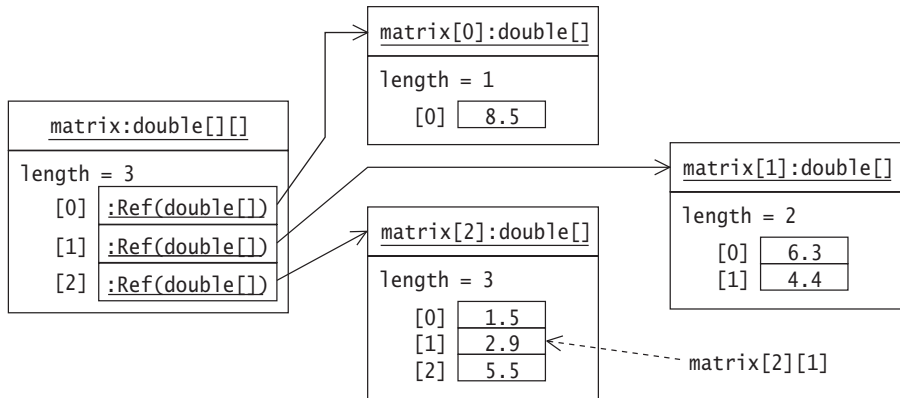 matrix[0]:double[]
length = 1
[0] 8.5
matrix:double[][]
length = 3
[0] :Ref(double[])
[1] :Ref(double[])
[2] :Ref(double[])
matrix[1]:double[]
length = 2
[0] 6.3
[1] 4.4
matrix[2]:double[]
length = 3
[0] 1.5
[1] 2.9
[2] 5.5
matrix[2][1]